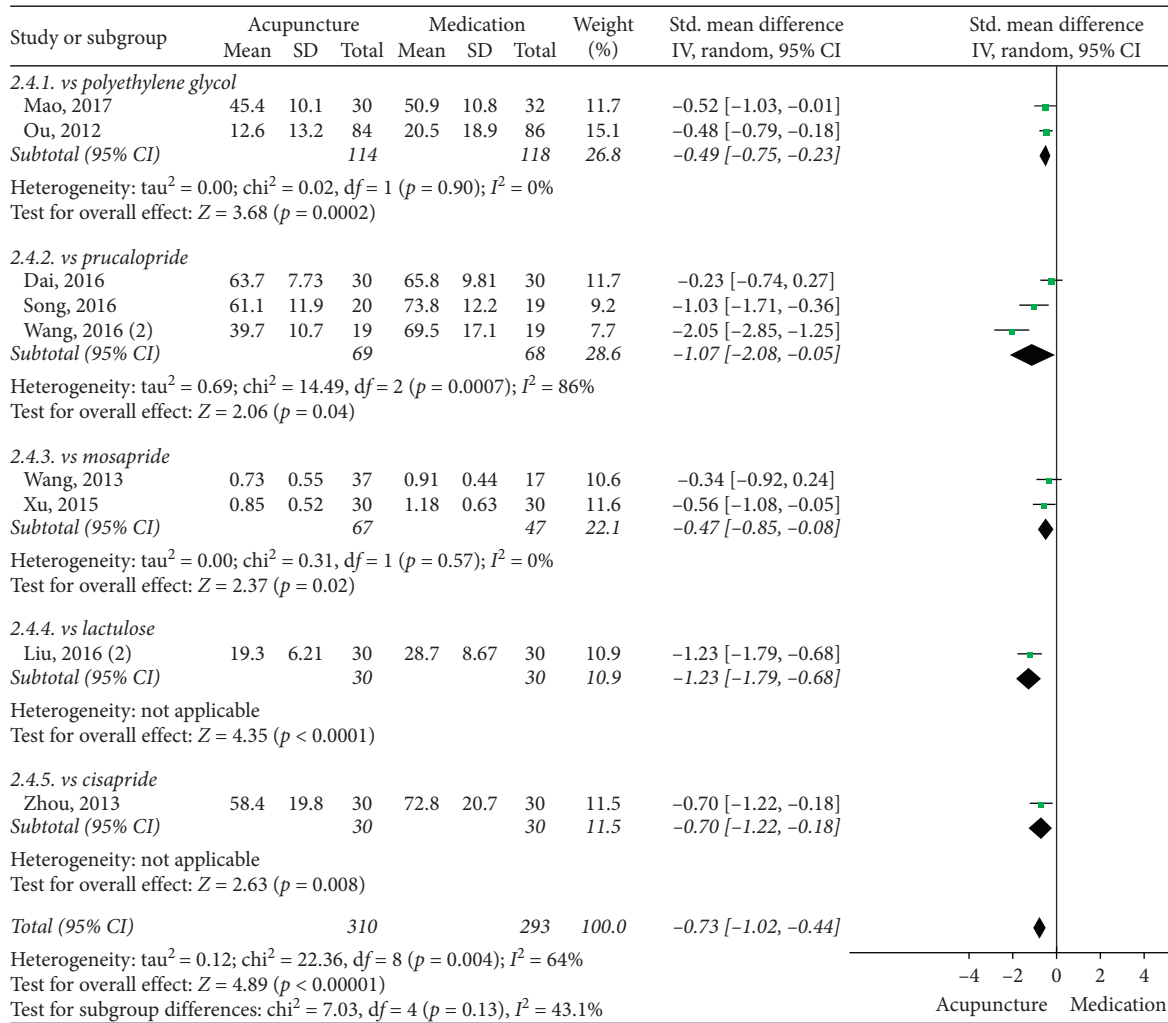 Study or subgroup Acupuncture Medication Weight Std. mean difference Std. mean difference
Mean SD Total Mean SD Total (%) IV, random, 95% CI IV, random, 95% CI
2.4.1. vs polyethylene glycol
Mao, 2017 45.4 10.1 30 50.9 10.8 32 11.7 −0.52 [−1.03, −0.01]
Ou, 2012 12.6 13.2 84 20.5 18.9 86 15.1 −0.48 [−0.79, −0.18]
Subtotal (95% CI) 114 118 26.8 −0.49 [−0.75, −0.23]
Heterogeneity: tau² = 0.00; chi² = 0.02, df = 1 (p = 0.90); I² = 0%
Test for overall effect: Z = 3.68 (p = 0.0002)
2.4.2. vs prucalopride
Dai, 2016 63.7 7.73 30 65.8 9.81 30 11.7 −0.23 [−0.74, 0.27]
Song, 2016 61.1 11.9 20 73.8 12.2 19 9.2 −1.03 [−1.71, −0.36]
Wang, 2016 (2) 39.7 10.7 19 69.5 17.1 19 7.7 −2.05 [−2.85, −1.25]
Subtotal (95% CI) 69 68 28.6 −1.07 [−2.08, −0.05]
Heterogeneity: tau² = 0.69; chi² = 14.49, df = 2 (p = 0.0007); I² = 86%
Test for overall effect: Z = 2.06 (p = 0.04)
2.4.3. vs mosapride
Wang, 2013 0.73 0.55 37 0.91 0.44 17 10.6 −0.34 [−0.92, 0.24]
Xu, 2015 0.85 0.52 30 1.18 0.63 30 11.6 −0.56 [−1.08, −0.05]
Subtotal (95% CI) 67 47 22.1 −0.47 [−0.85, −0.08]
Heterogeneity: tau² = 0.00; chi² = 0.31, df = 1 (p = 0.57); I² = 0%
Test for overall effect: Z = 2.37 (p = 0.02)
2.4.4. vs lactulose
Liu, 2016 (2) 19.3 6.21 30 28.7 8.67 30 10.9 −1.23 [−1.79, −0.68]
Subtotal (95% CI) 30 30 10.9 −1.23 [−1.79, −0.68]
Heterogeneity: not applicable
Test for overall effect: Z = 4.35 (p < 0.0001)
2.4.5. vs cisapride
Zhou, 2013 58.4 19.8 30 72.8 20.7 30 11.5 −0.70 [−1.22, −0.18]
Subtotal (95% CI) 30 30 11.5 −0.70 [−1.22, −0.18]
Heterogeneity: not applicable
Test for overall effect: Z = 2.63 (p = 0.008)
Total (95% CI) 310 293 100.0 −0.73 [−1.02, −0.44]
Heterogeneity: tau² = 0.12; chi² = 22.36, df = 8 (p = 0.004); I² = 64%
Test for overall effect: Z = 4.89 (p < 0.00001)
Test for subgroup differences: chi² = 7.03, df = 4 (p = 0.13), I² = 43.1%
−4 −2 0 2 4
Acupuncture Medication